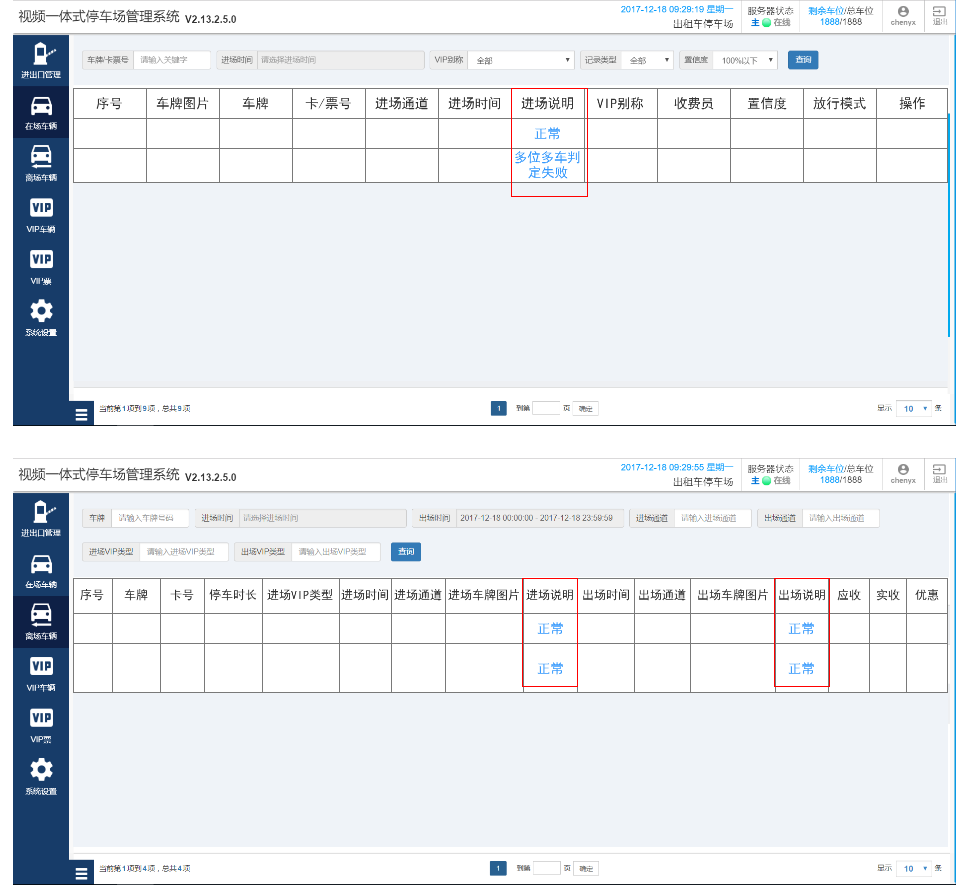 视频一体式停车场管理系统 V2.13.2.5.0
2017-12-18 09:29:19 星期一
出租车停车场
服务器状态
主 在线
剩余车位/总车位
1888/1888
chenyx
退出
进出口管理
在场车辆
离场车辆
VIP车辆
VIP票
系统设置
车牌/卡票号 请输入关键字 进场时间 请选择进场时间 VIP别称 全部 记录类型 全部 置信度 100%以下 查询
序号 车牌图片 车牌 卡/票号 进场通道 进场时间 进场说明 VIP别称 收费员 置信度 放行模式 操作
正常
多位多车判
定失败
当前第1项到9项，总共9项 1 到第 页 确定 显示 10 条
视频一体式停车场管理系统 V2.13.2.5.0
2017-12-18 09:29:55 星期一
出租车停车场
服务器状态
主 在线
剩余车位/总车位
1888/1888
chenyx
退出
进出口管理
在场车辆
离场车辆
VIP车辆
VIP票
系统设置
车牌 请输入车牌号码 进场时间 请选择进场时间 出场时间 2017-12-18 00:00:00 - 2017-12-18 23:59:59 进场通道 请输入进场通道 出场通道 请输入出场通道
进场VIP类型 请输入进场VIP类型 出场VIP类型 请输入出场VIP类型 查询
序号 车牌 卡号 停车时长 进场VIP类型 进场时间 进场通道 进场车牌图片 进场说明 出场时间 出场通道 出场车牌图片 出场说明 应收 实收 优惠
正常 正常
正常 正常
当前第1项到4项，总共4项 1 到第 页 确定 显示 10 条